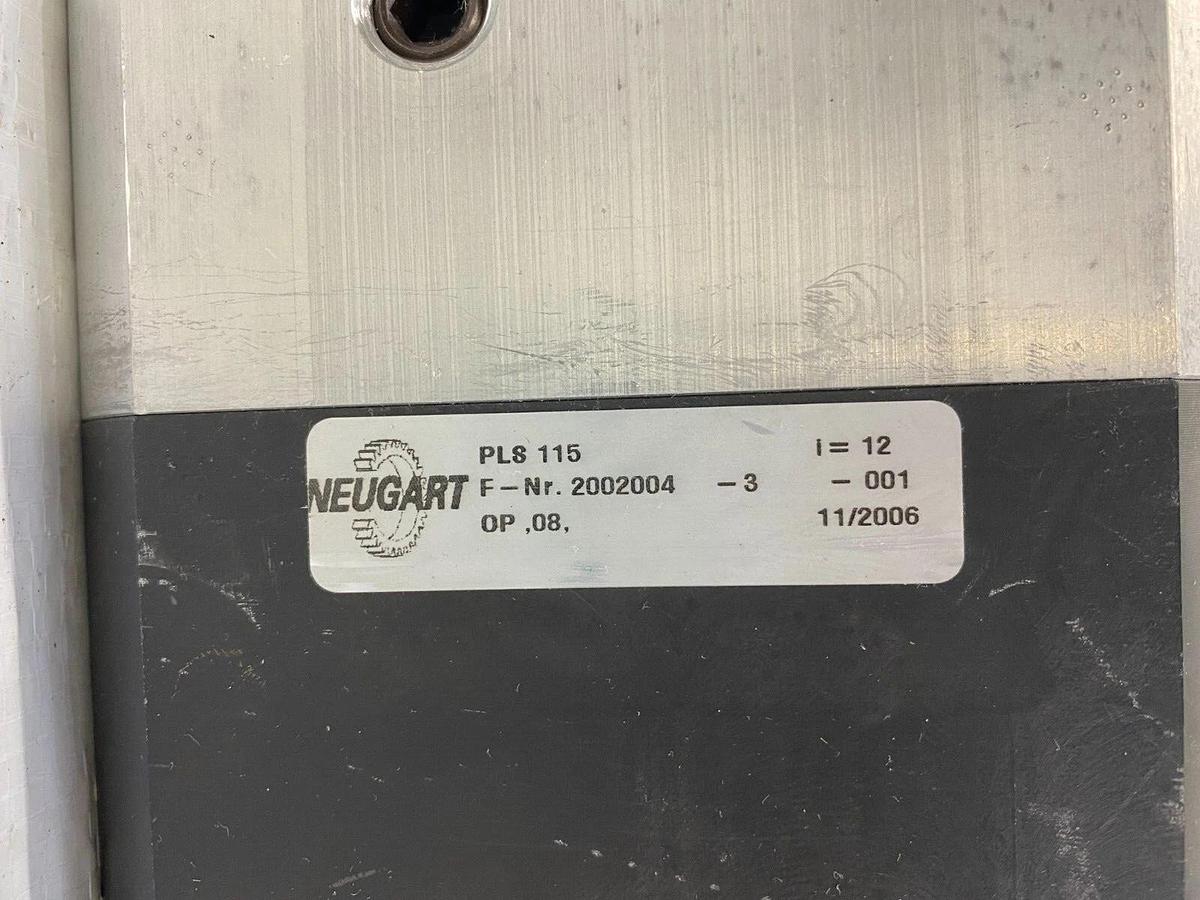 NEUGART
PLS 115 i= 12
F-Nr. 2002004 -3 - 001
OP ,08, 11/2006